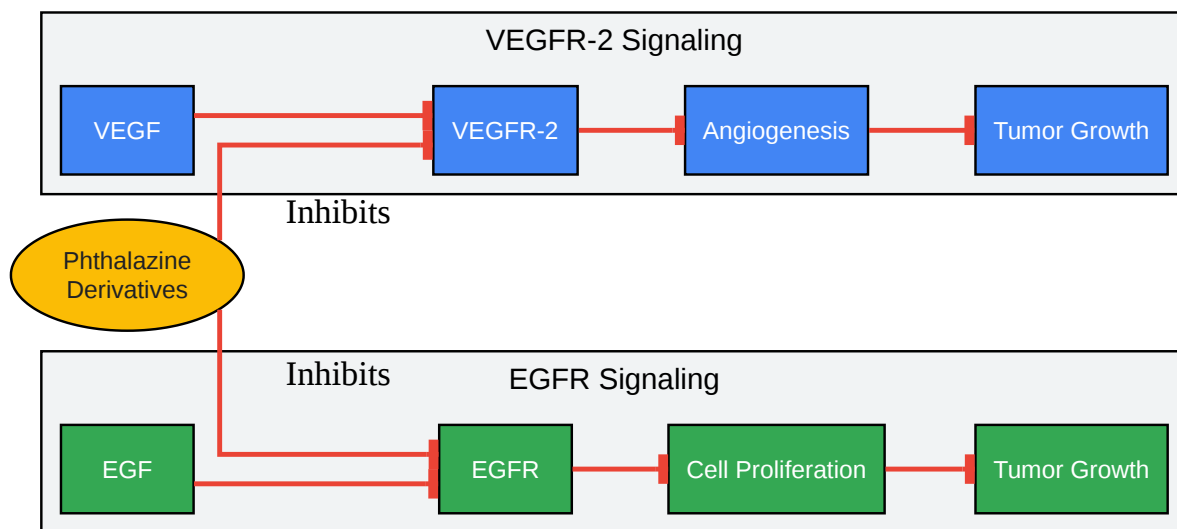 VEGFR-2 Signaling
VEGF
VEGFR-2
Angiogenesis
Tumor Growth
Inhibits
Phthalazine
Derivatives
Inhibits
EGFR Signaling
EGF
EGFR
Cell Proliferation
Tumor Growth